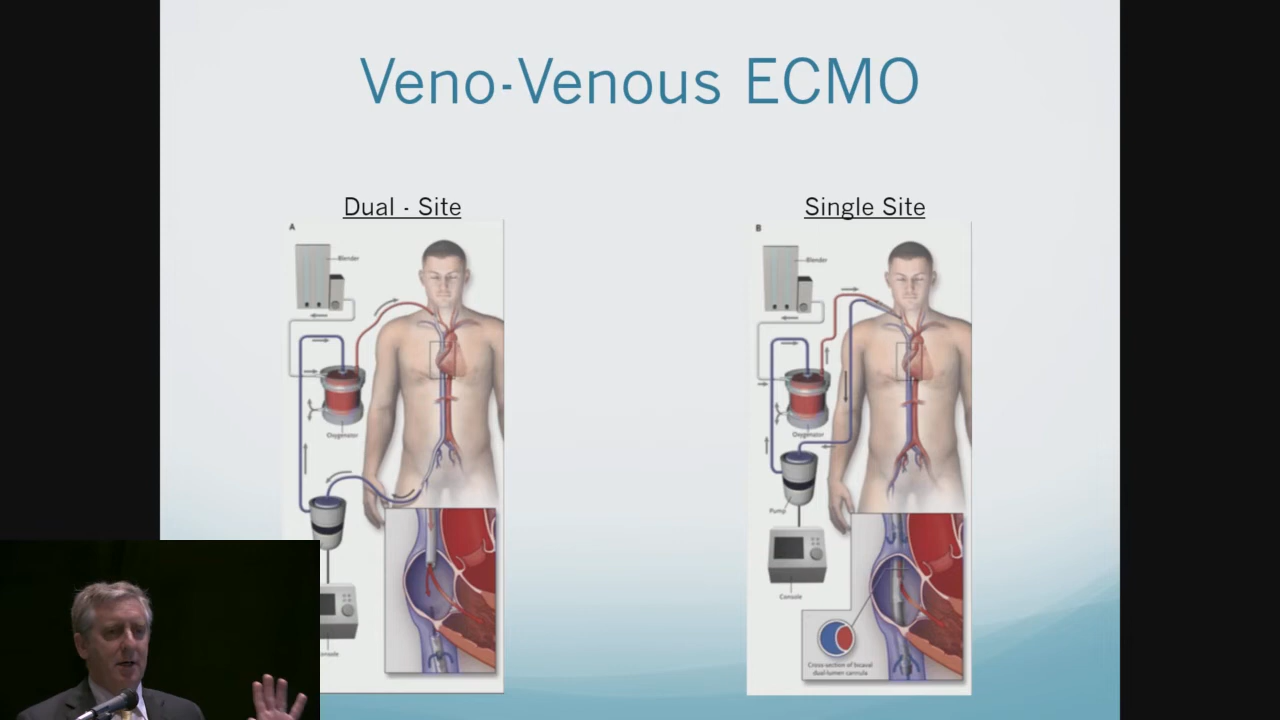 Veno-Venous ECMO
Dual - Site
Single Site
A
Blender
Oxygenator
B
Blender
Oxygenator
Pump
Console
Cross-section of bicaval
dual-lumen cannula